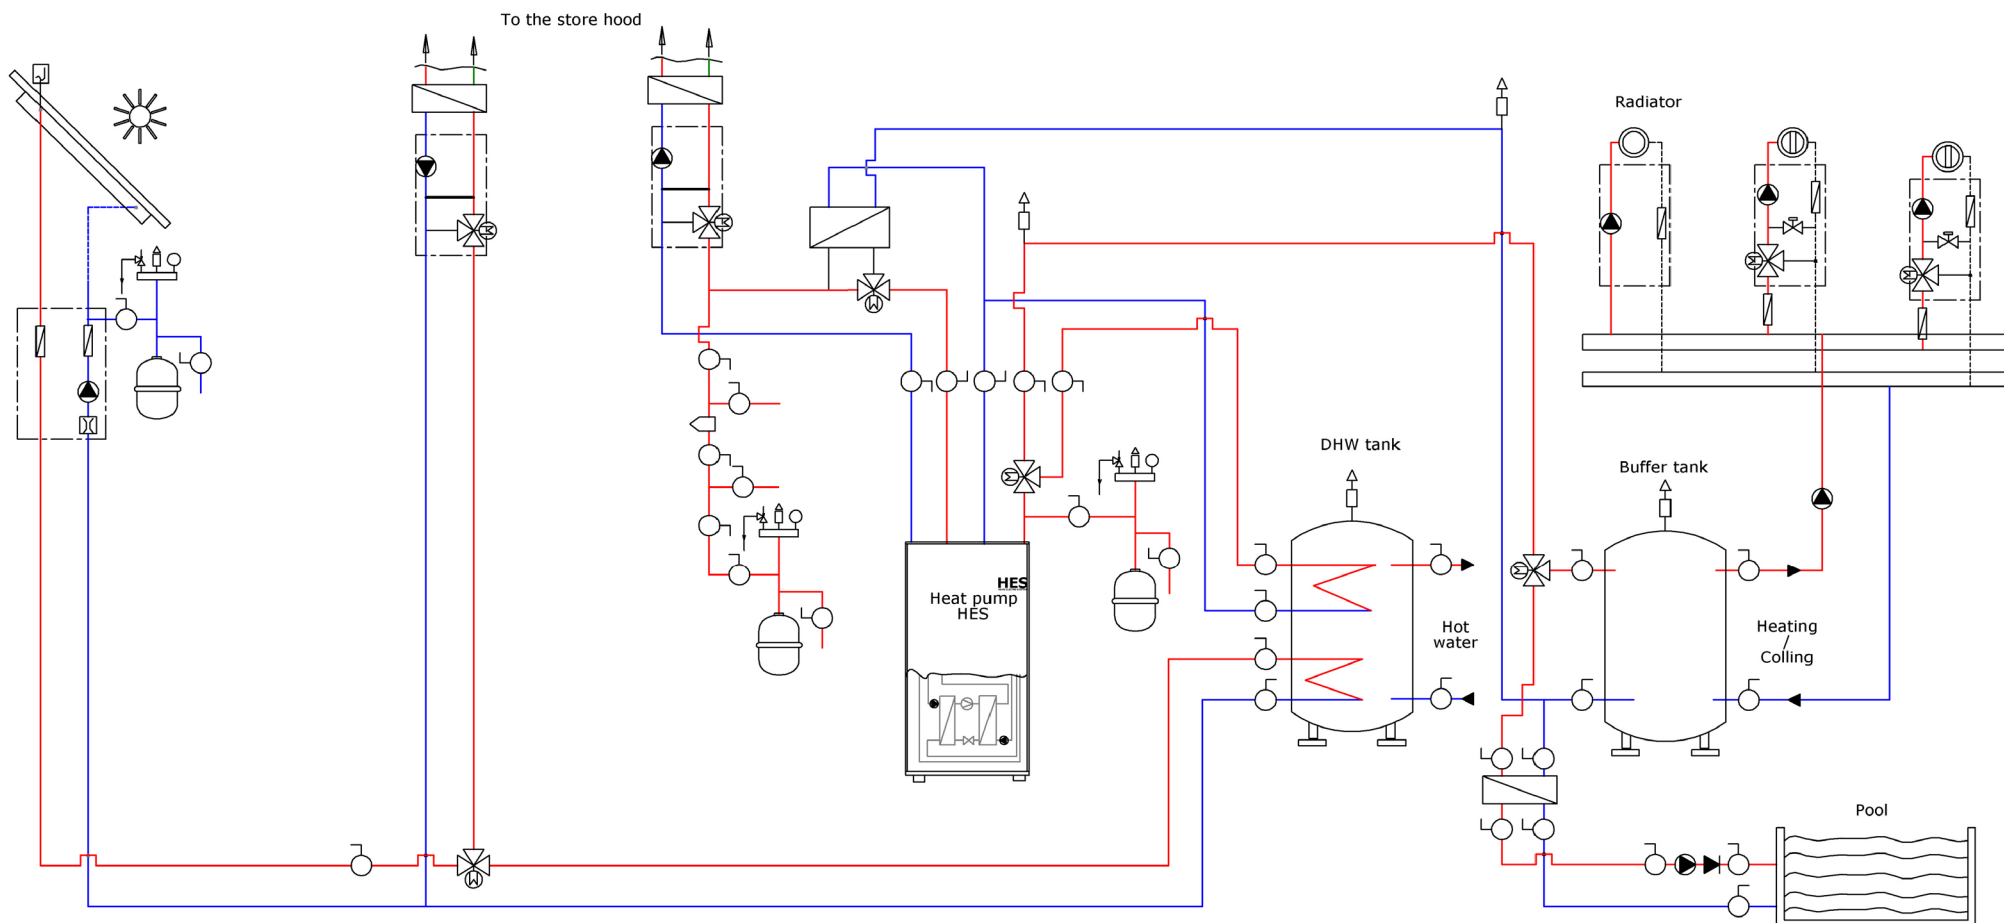 To the store hood
Radiator
DHW tank
Buffer tank
HES
Heat pump
HES
Hot
water
Heating
/
Colling
Pool